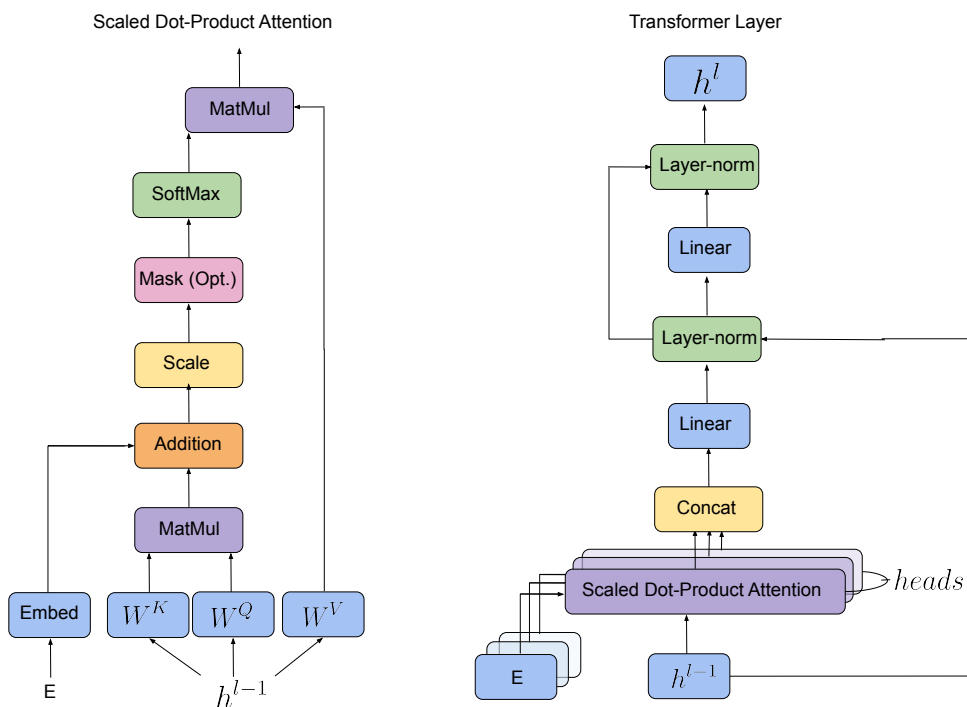 Scaled Dot-Product Attention
MatMul
SoftMax
Mask (Opt.)
Scale
Addition
MatMul
Embed
W^K
W^Q
W^V
E
h^{l-1}
Transformer Layer
h^l
Layer-norm
Linear
Layer-norm
Linear
Concat
Scaled Dot-Product Attention
heads
E
h^{l-1}